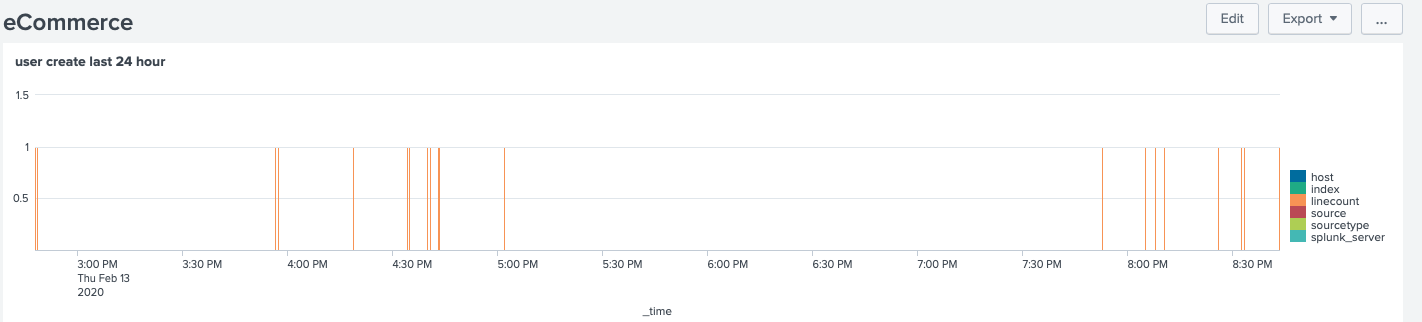 eCommerce
Edit
Export
...
user create last 24 hour
1.5
1
0.5
host
index
linecount
source
sourcetype
splunk_server
3:00 PM 3:30 PM 4:00 PM 4:30 PM 5:00 PM 5:30 PM 6:00 PM 6:30 PM 7:00 PM 7:30 PM 8:00 PM 8:30 PM
Thu Feb 13
2020
_time